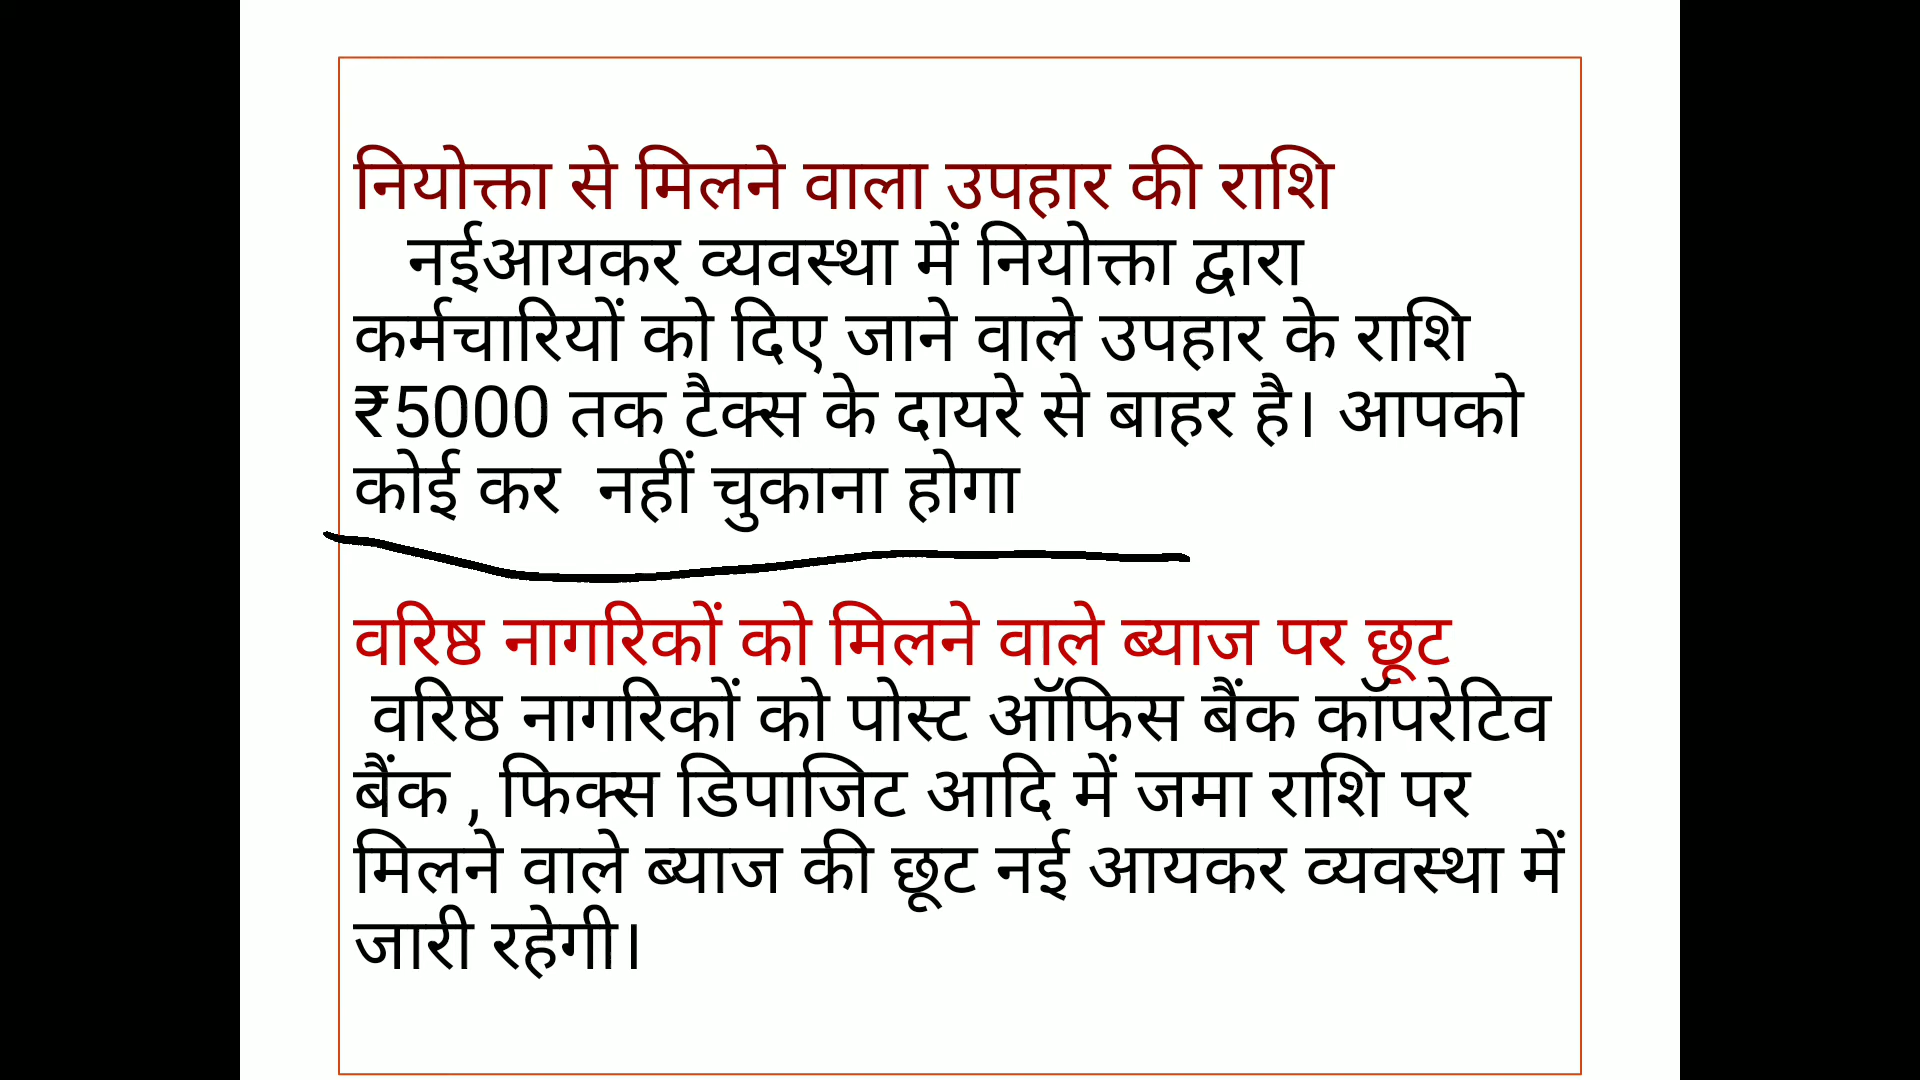 नियोक्ता से मिलने वाला उपहार की राशि
नईआयकर व्यवस्था में नियोक्ता द्वारा
कर्मचारियों को दिए जाने वाले उपहार के राशि
₹5000 तक टैक्स के दायरे से बाहर है। आपको
कोई कर नहीं चुकाना होगा
वरिष्ठ नागरिकों को मिलने वाले ब्याज पर छूट
वरिष्ठ नागरिकों को पोस्ट ऑफिस बैंक कॉपरेटिव
बैंक , फिक्स डिपाजिट आदि में जमा राशि पर
मिलने वाले ब्याज की छूट नई आयकर व्यवस्था में
जारी रहेगी।